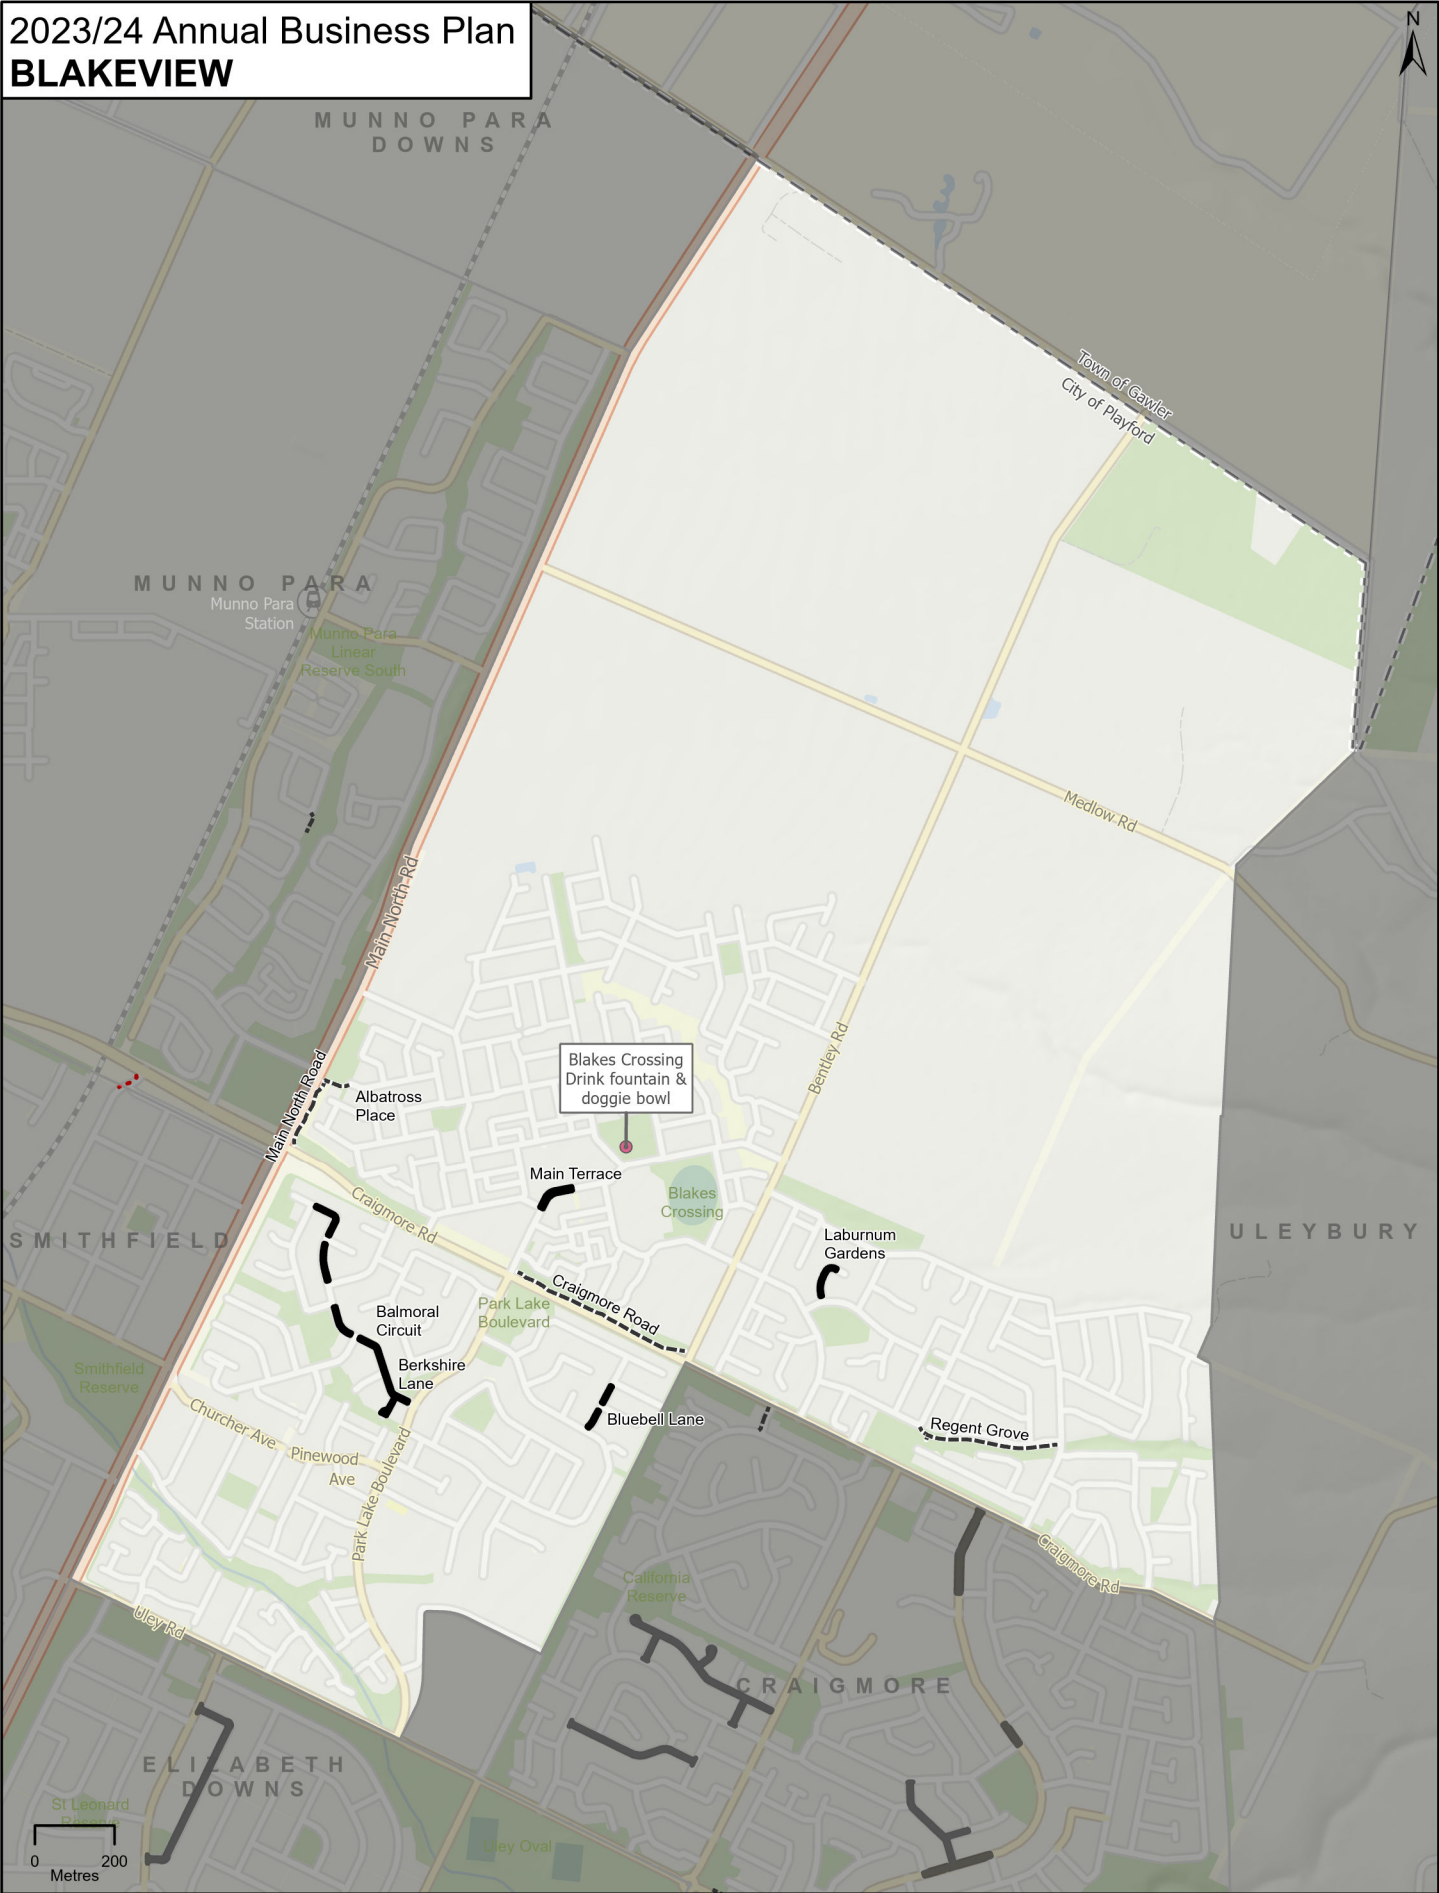 2023/24 Annual Business Plan
BLAKEVIEW
N
MUNNO PARA
DOWNS
Town of Gawler
City of Playford
MUNNO PARA
Munno Para
Station
Munno Para
Linear
Reserve South
Medlow Rd
Main North Rd
Bentley Rd
Blakes Crossing
Drink fountain &
doggie bowl
Main North Road
Albatross
Place
Main Terrace
Blakes
Crossing
Craigmore Rd
SMITHFIELD
ULEYBURY
Laburnum
Gardens
Craigmore Road
Park Lake
Boulevard
Balmoral
Circuit
Berkshire
Lane
Smithfield
Reserve
Churcher Ave
Pinewood
Ave
Park Lake Boulevard
Bluebell Lane
Regent Grove
Craigmore Rd
California
Reserve
Uley Rd
CRAIGMORE
ELIZABETH
DOWNS
St Leonard
Reserve
Uley Oval
0 200
Metres